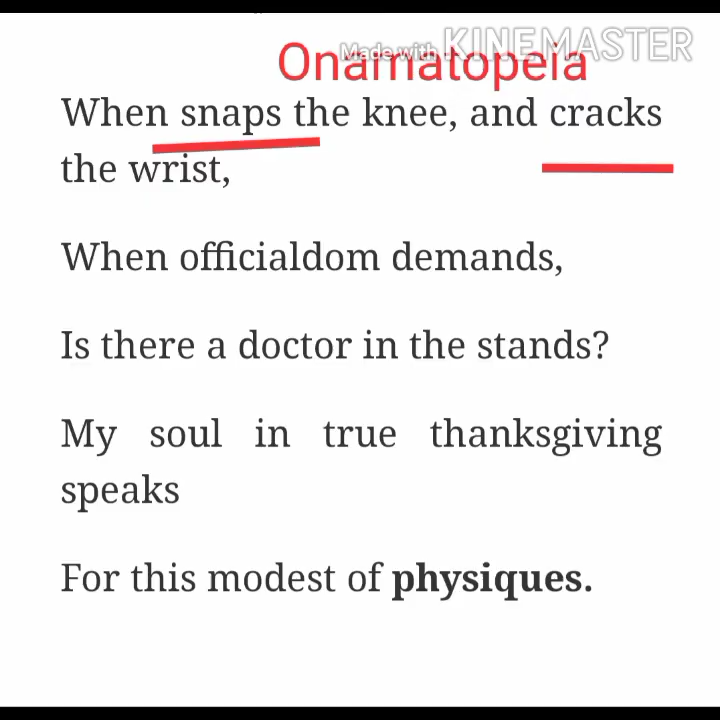 Made with KINEMASTER
Onamatopeia
When snaps the knee, and cracks
the wrist,
When officialdom demands,
Is there a doctor in the stands?
My soul in true thanksgiving
speaks
For this modest of physiques.